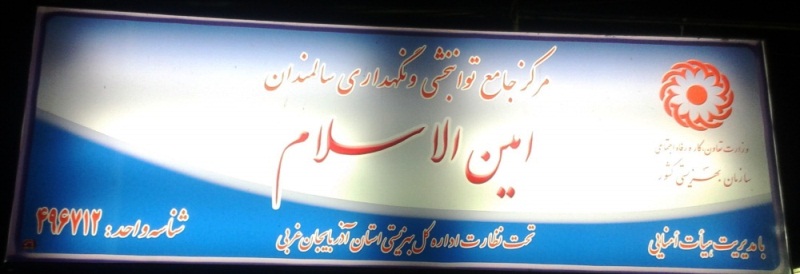 مرکز جامع توانبخشی و نگهداری سالمندان
امین الاسلام
وزارت تعاون، کار و رفاه اجتماعی
سازمان بهزیستی کشور
با مدیریت هیأت امنایی
تحت نظارت اداره کل بهزیستی استان آذربایجان غربی
شناسه واحد: ۴۹۶۷۱۲